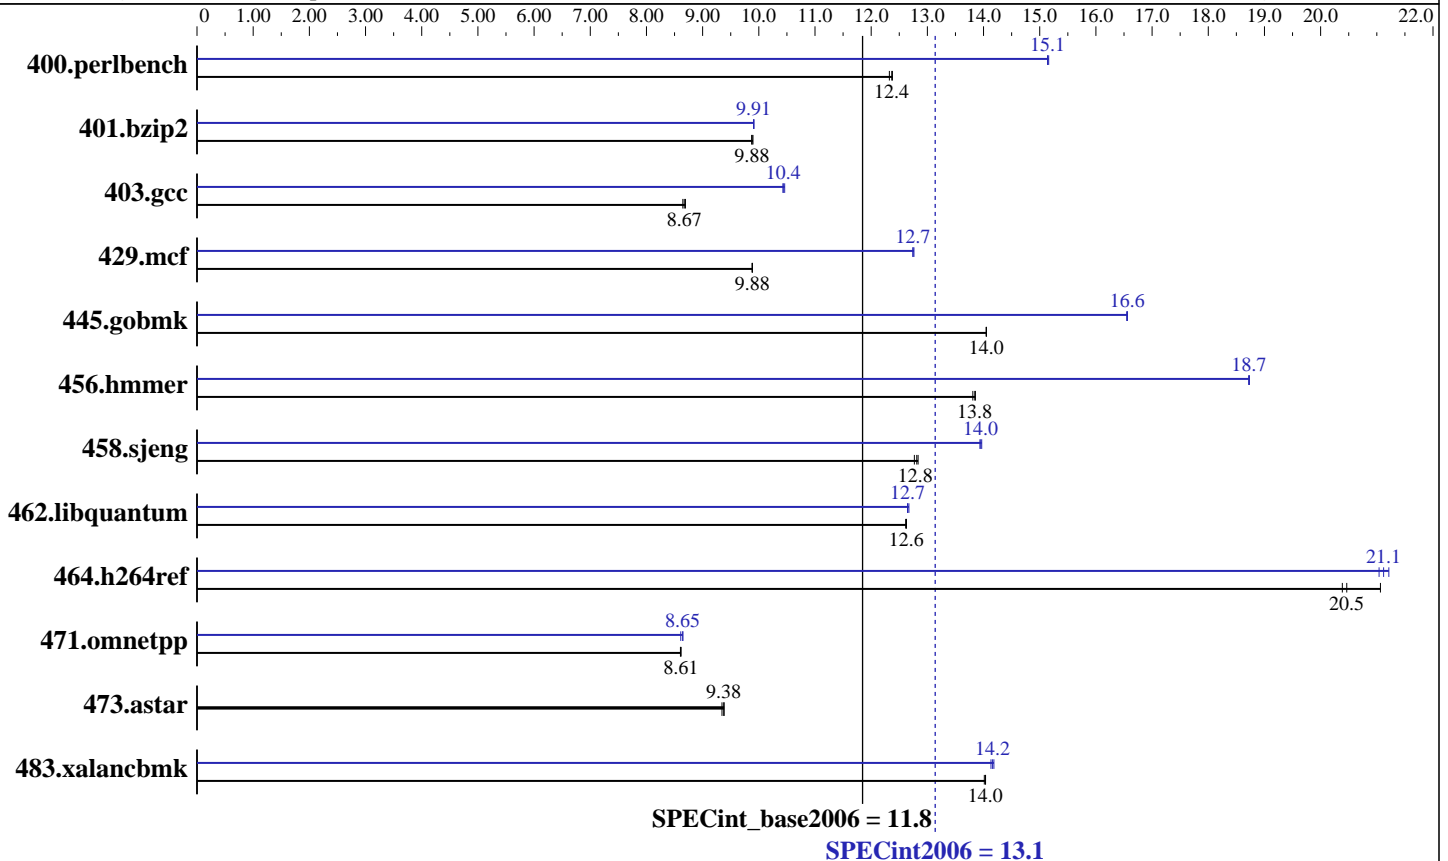 0 1.00 2.00 3.00 4.00 5.00 6.00 7.00 8.00 9.00 10.0 11.0 12.0 13.0 14.0 15.0 16.0 17.0 18.0 19.0 20.0 22.0
15.1
400.perlbench
12.4
9.91
401.bzip2
9.88
10.4
403.gcc
8.67
12.7
429.mcf
9.88
16.6
445.gobmk
14.0
18.7
456.hmmer
13.8
14.0
458.sjeng
12.8
12.7
462.libquantum
12.6
21.1
464.h264ref
20.5
8.65
471.omnetpp
8.61
9.38
473.astar
14.2
483.xalancbmk
14.0
SPECint_base2006 = 11.8
SPECint2006 = 13.1